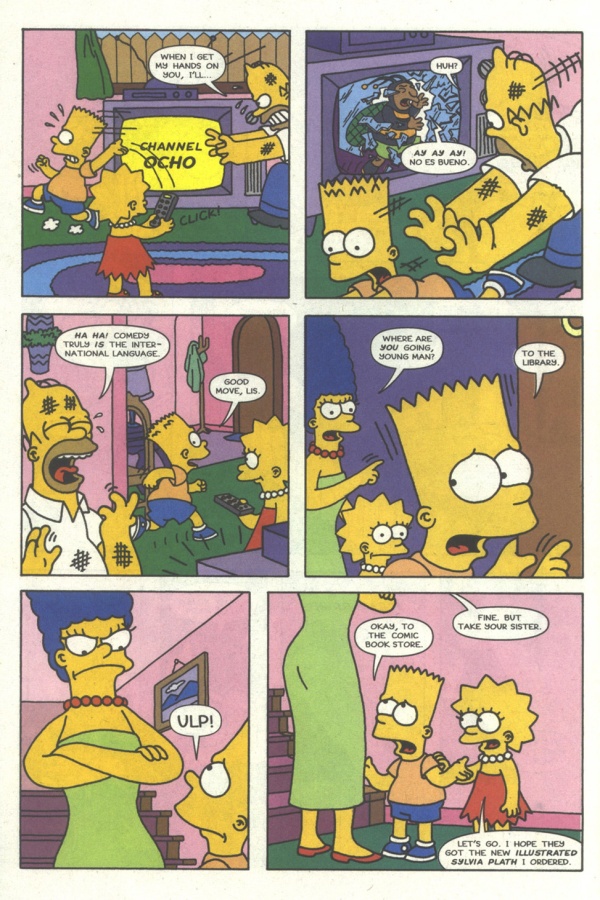 WHEN I GET
MY HANDS ON
YOU, I'LL...
CHANNEL
OCHO
CLICK!
HUH?
AY AY AY!
NO ES BUENO.
HA HA! COMEDY
TRULY IS THE INTER-
NATIONAL LANGUAGE.
GOOD
MOVE, LIS.
WHERE ARE
YOU GOING,
YOUNG MAN?
TO THE
LIBRARY.
ULP!
FINE. BUT
TAKE YOUR SISTER.
OKAY, TO
THE COMIC
BOOK STORE.
LET'S GO. I HOPE THEY
GOT THE NEW ILLUSTRATED
SYLVIA PLATH I ORDERED.